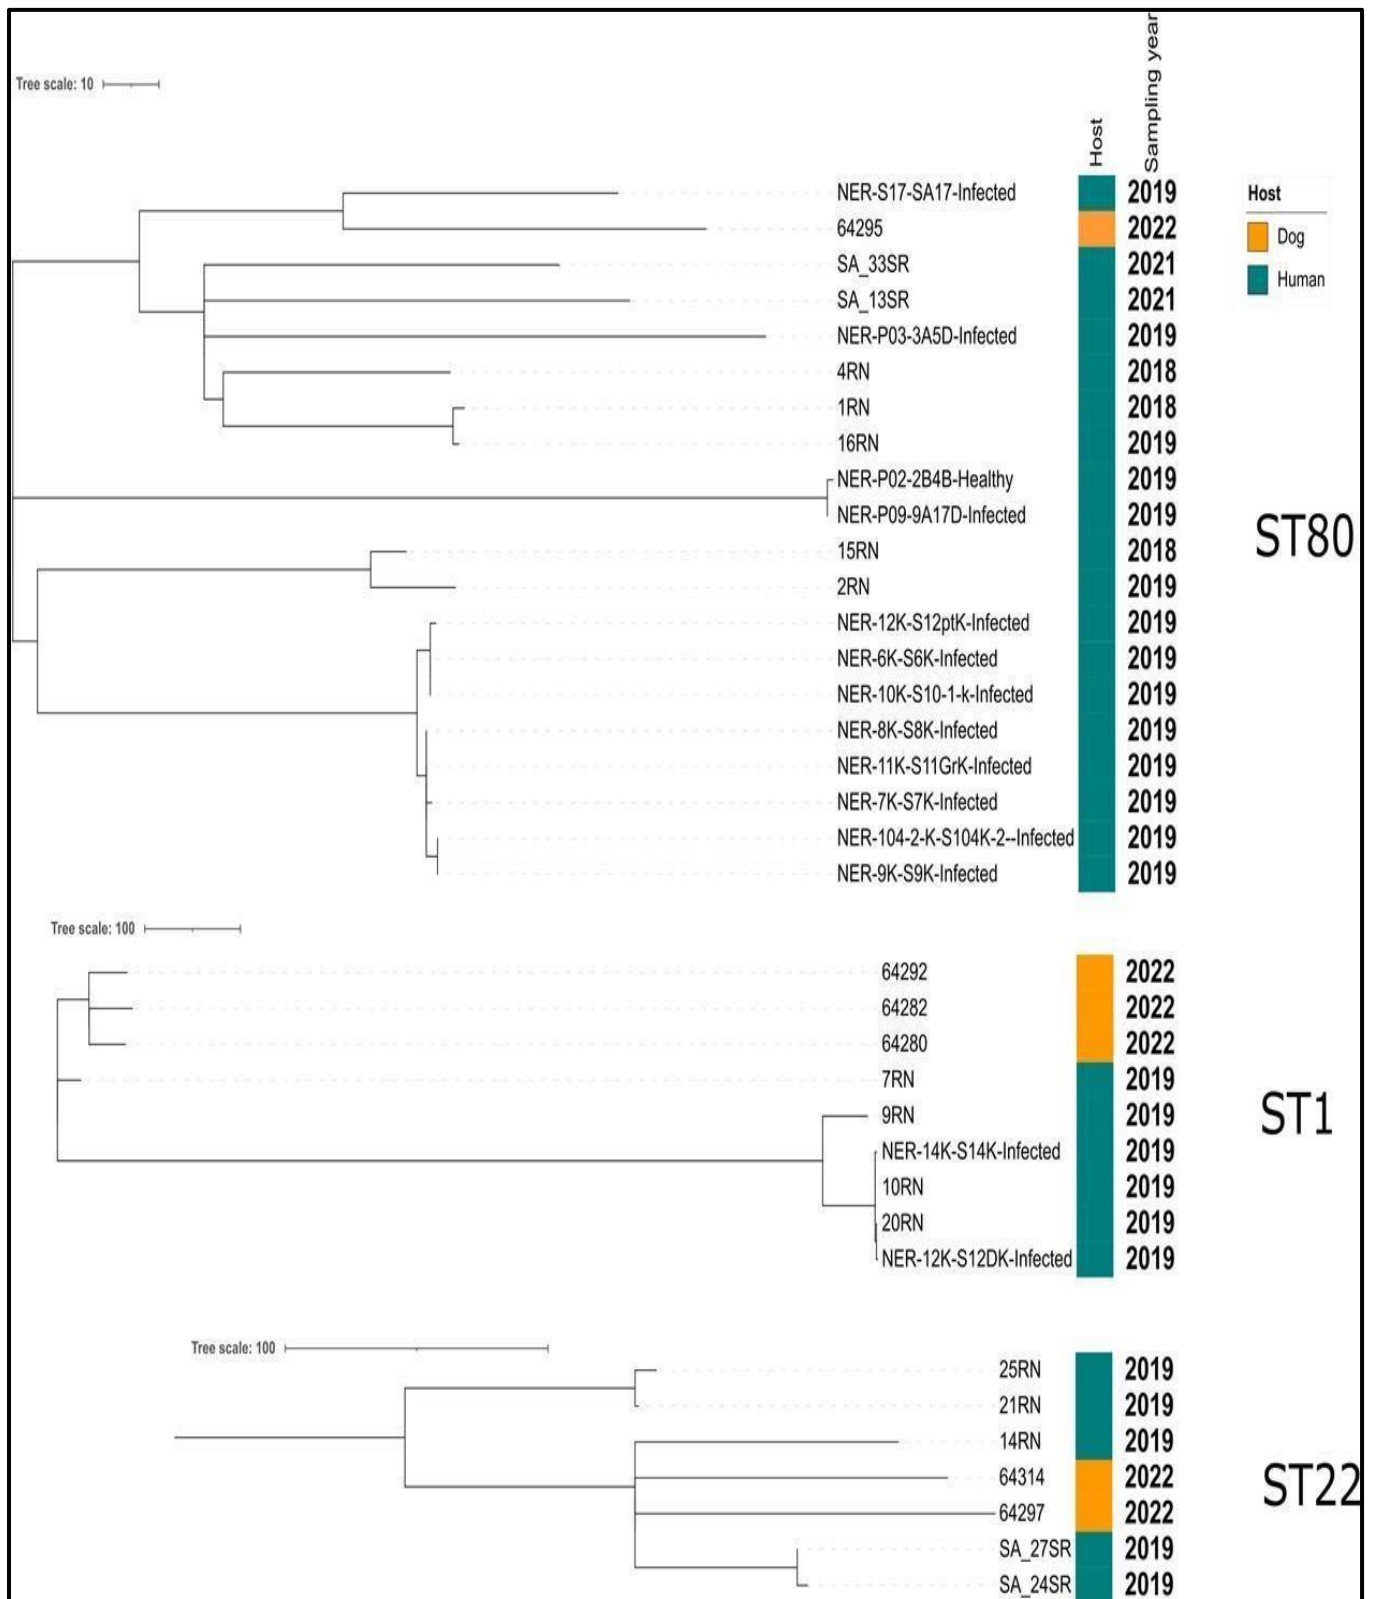 Sampling year
Host
Tree scale: 10
NER-S17-SA17-Infected 2019
64295 2022
SA_33SR 2021
SA_13SR 2021
NER-P03-3A5D-Infected 2019
4RN 2018
1RN 2018
16RN 2019
NER-P02-2B4B-Healthy 2019
NER-P09-9A17D-Infected 2019
15RN 2018
2RN 2019
NER-12K-S12ptK-Infected 2019
NER-6K-S6K-Infected 2019
NER-10K-S10-1-k-Infected 2019
NER-8K-S8K-Infected 2019
NER-11K-S11GrK-Infected 2019
NER-7K-S7K-Infected 2019
NER-104-2-K-S104K-2--Infected 2019
NER-9K-S9K-Infected 2019
Host
Dog
Human
ST80
Tree scale: 100
64292 2022
64282 2022
64280 2022
7RN 2019
9RN 2019
NER-14K-S14K-Infected 2019
10RN 2019
20RN 2019
NER-12K-S12DK-Infected 2019
ST1
Tree scale: 100
25RN 2019
21RN 2019
14RN 2019
64314 2022
64297 2022
SA_27SR 2019
SA_24SR 2019
ST22